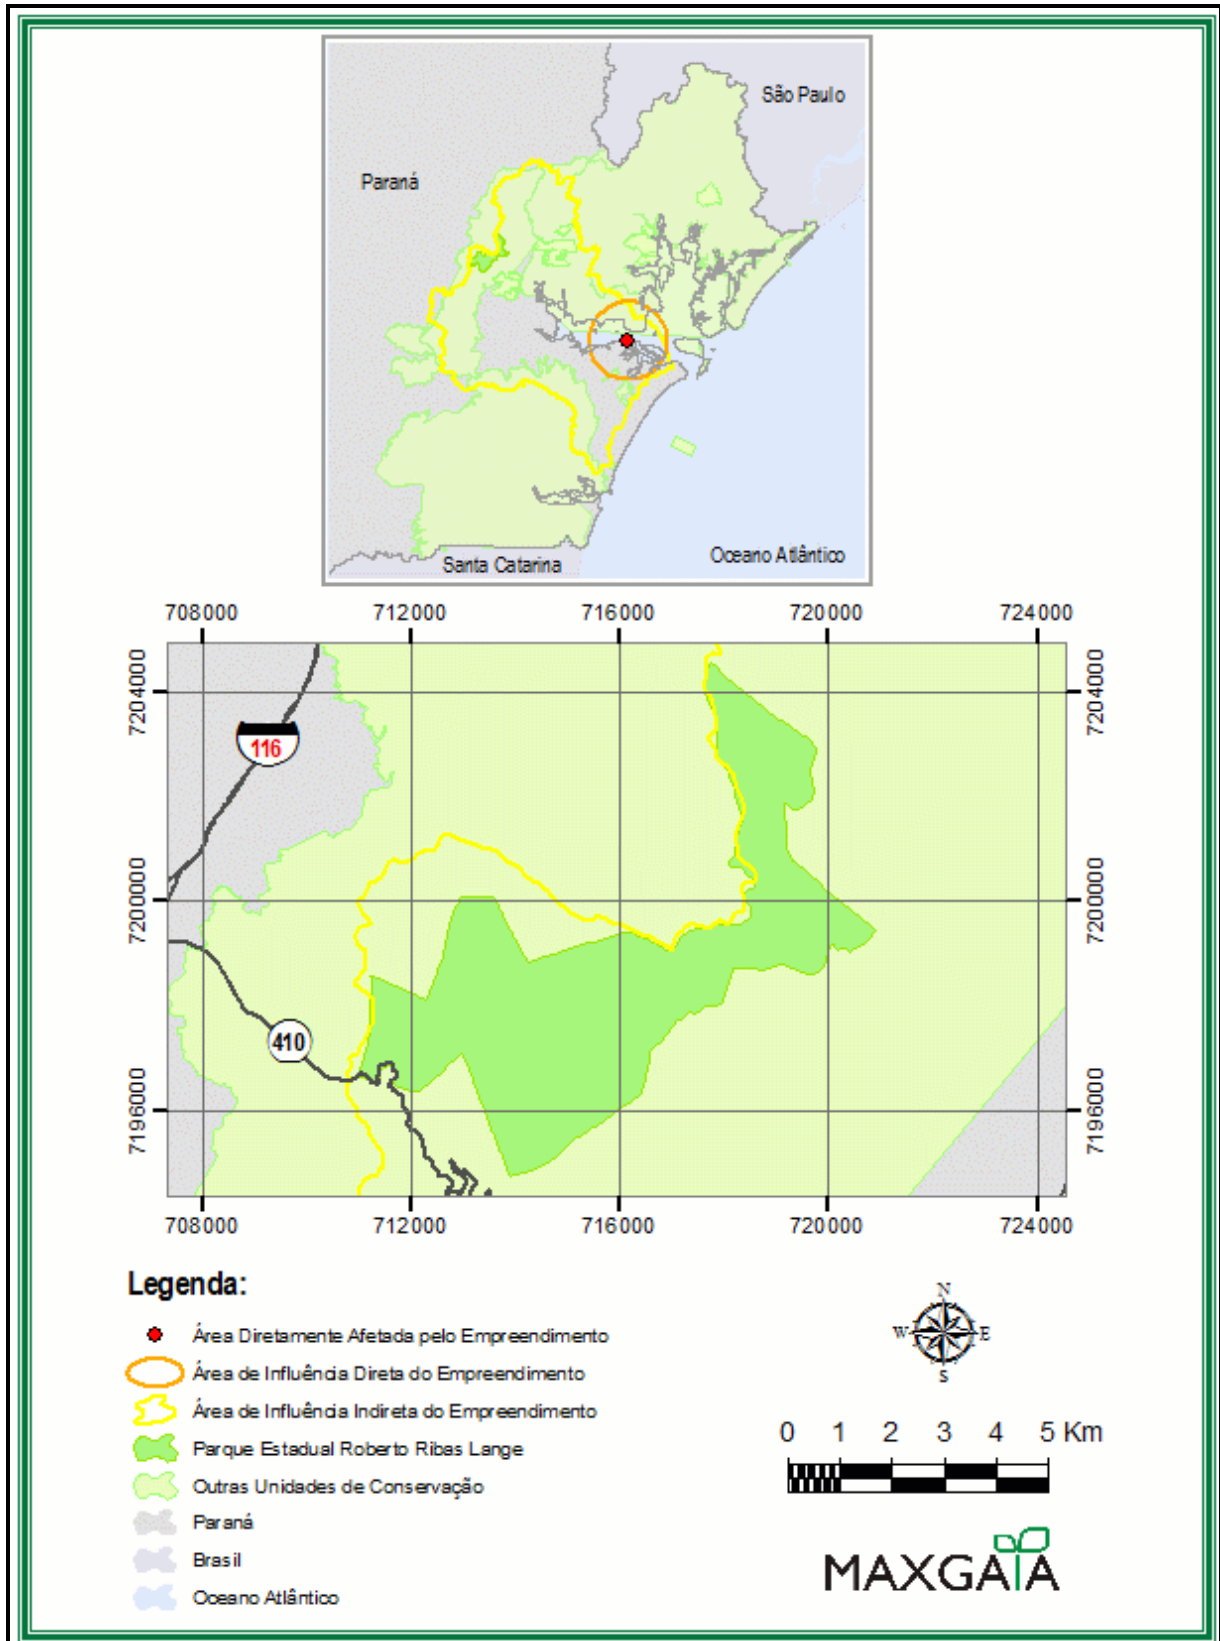 São Paulo
Paraná
Oceano Atlântico
Santa Catarina
708000 712000 716000 720000 724000
7204000 7204000
116
7200000 7200000
410
7196000 7196000
708000 712000 716000 720000 724000
Legenda:
Área Diretamente Afetada pelo Empreendimento
Área de Influência Direta do Empreendimento
Área de Influência Indireta do Empreendimento
Parque Estadual Roberto Ribas Lange
Outras Unidades de Conservação
Paraná
Brasil
Oceano Atlântico
N
W E
S
0 1 2 3 4 5 Km
MAXGAIA